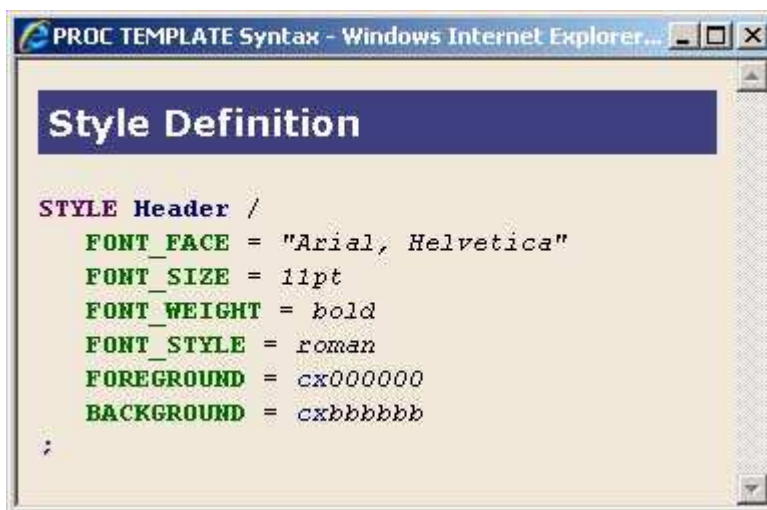 PROC TEMPLATE Syntax - Windows Internet Explorer...
Style Definition
STYLE Header /
FONT_FACE = "Arial, Helvetica"
FONT_SIZE = 11pt
FONT_WEIGHT = bold
FONT_STYLE = roman
FOREGROUND = cx000000
BACKGROUND = cxbbbbbb
;